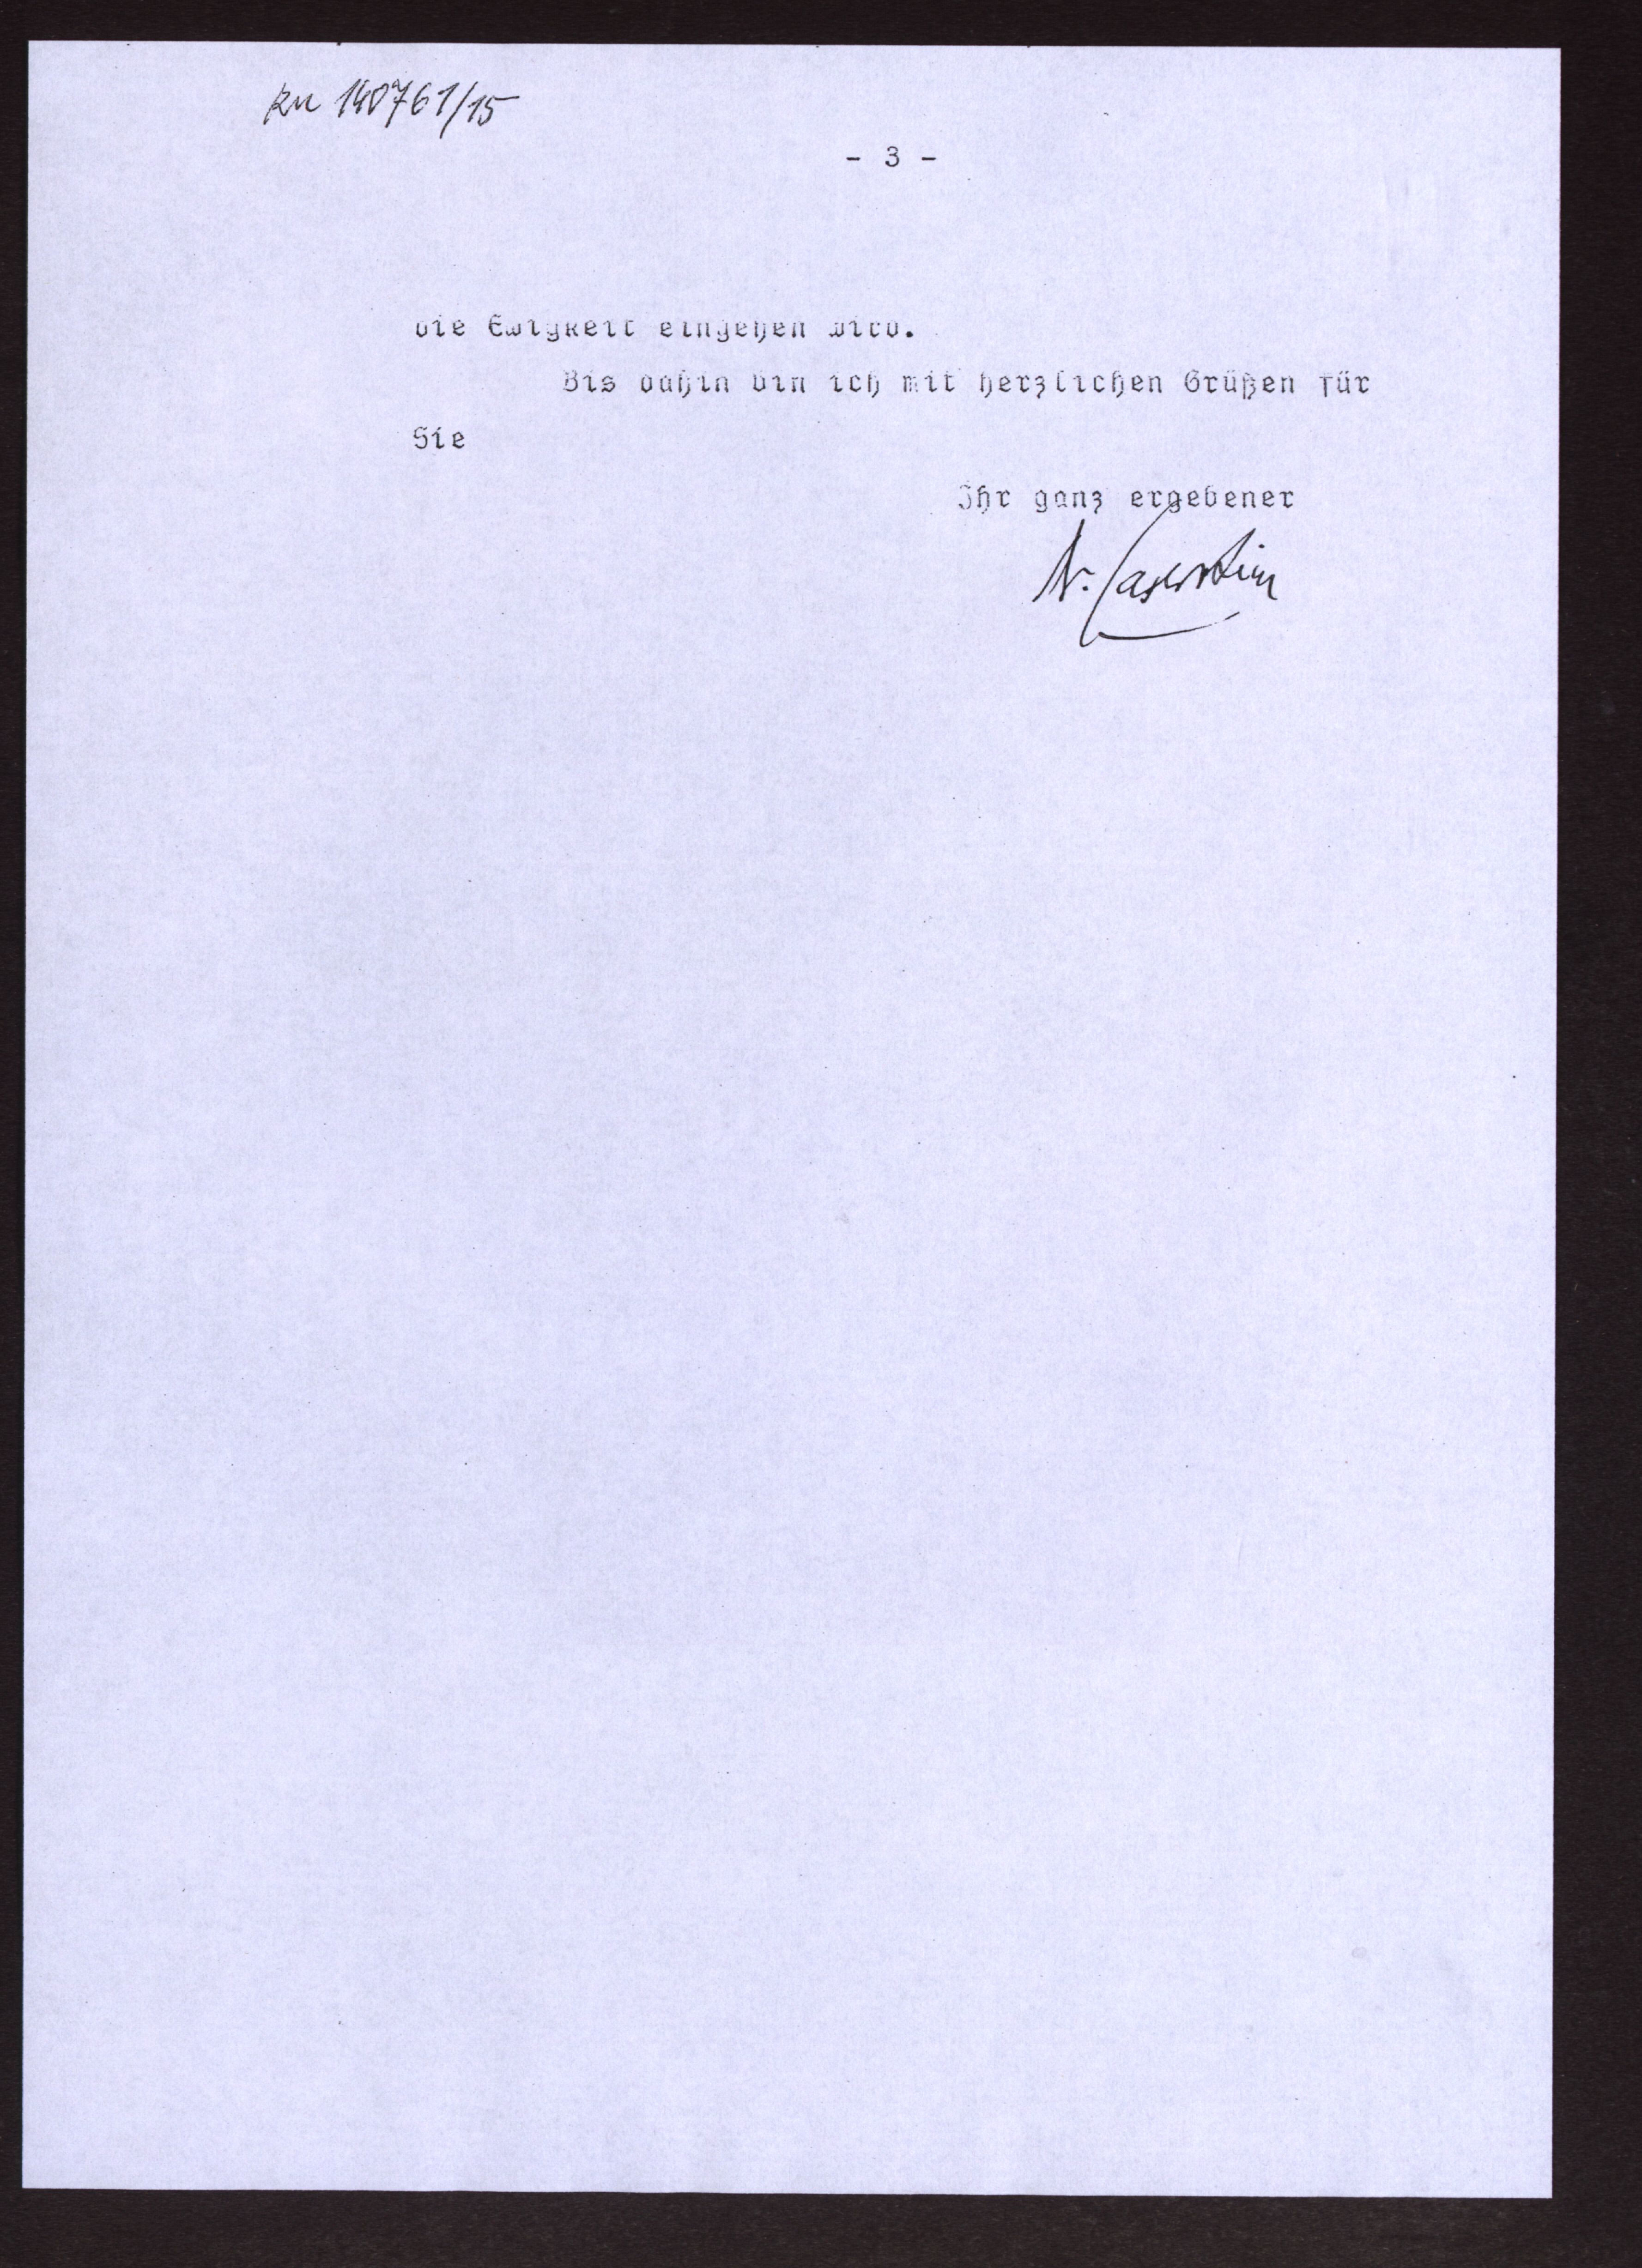 KN 140761/15
- 3 -
die Ewigkeit eingehen wird.
Bis dahin bin ich mit herzlichen Grüßen für
Sie
Ihr ganz ergebener